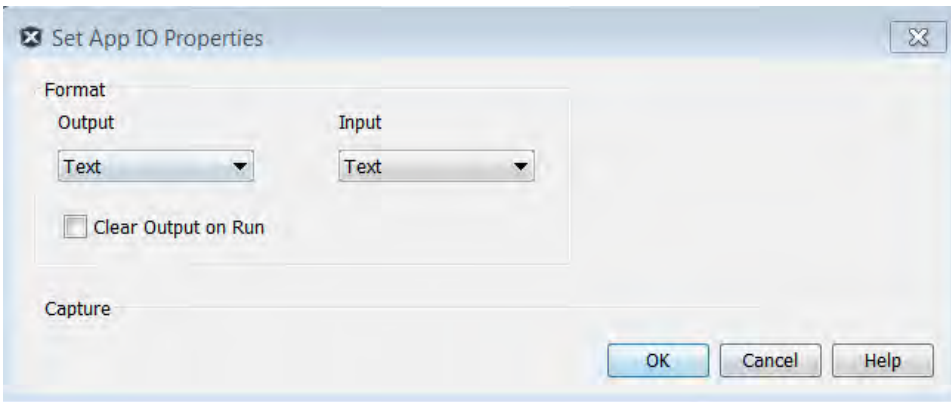 Set App IO Properties
Format
Output Input
Text Text
Clear Output on Run
Capture
OK Cancel Help